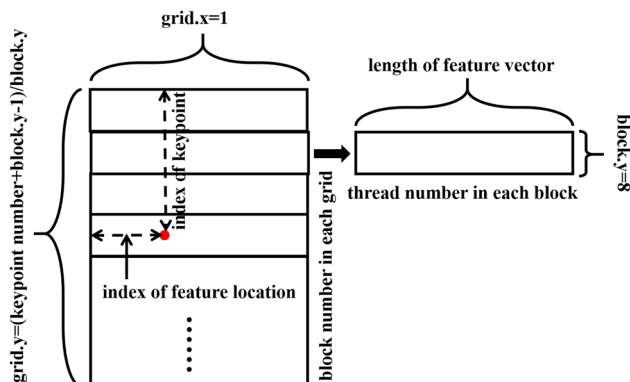 grid.x=1
grid.y=(keypoint number+block.y-1)/block.y
index of keypoint
index of feature location
block number in each grid
length of feature vector
thread number in each block
block.y=8